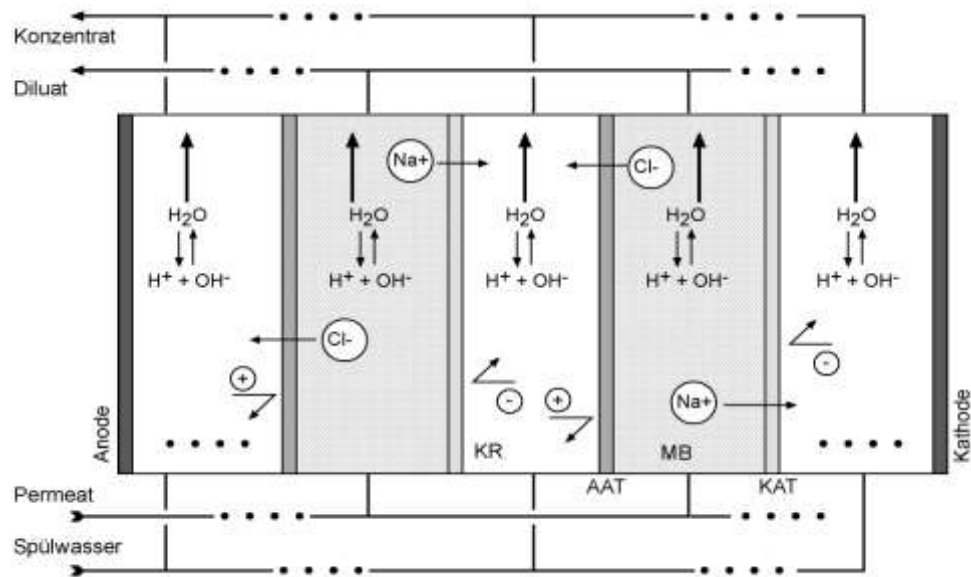 Konzentrat
Diluat
Na+
Cl-
H₂O
H₂O
H₂O
H₂O
H₂O
H⁺ + OH⁻
H⁺ + OH⁻
H⁺ + OH⁻
H⁺ + OH⁻
H⁺ + OH⁻
Cl-
+
-
-
+
Na+
Anode
Kathode
KR
MB
AAT
KAT
Permeat
Spülwasser